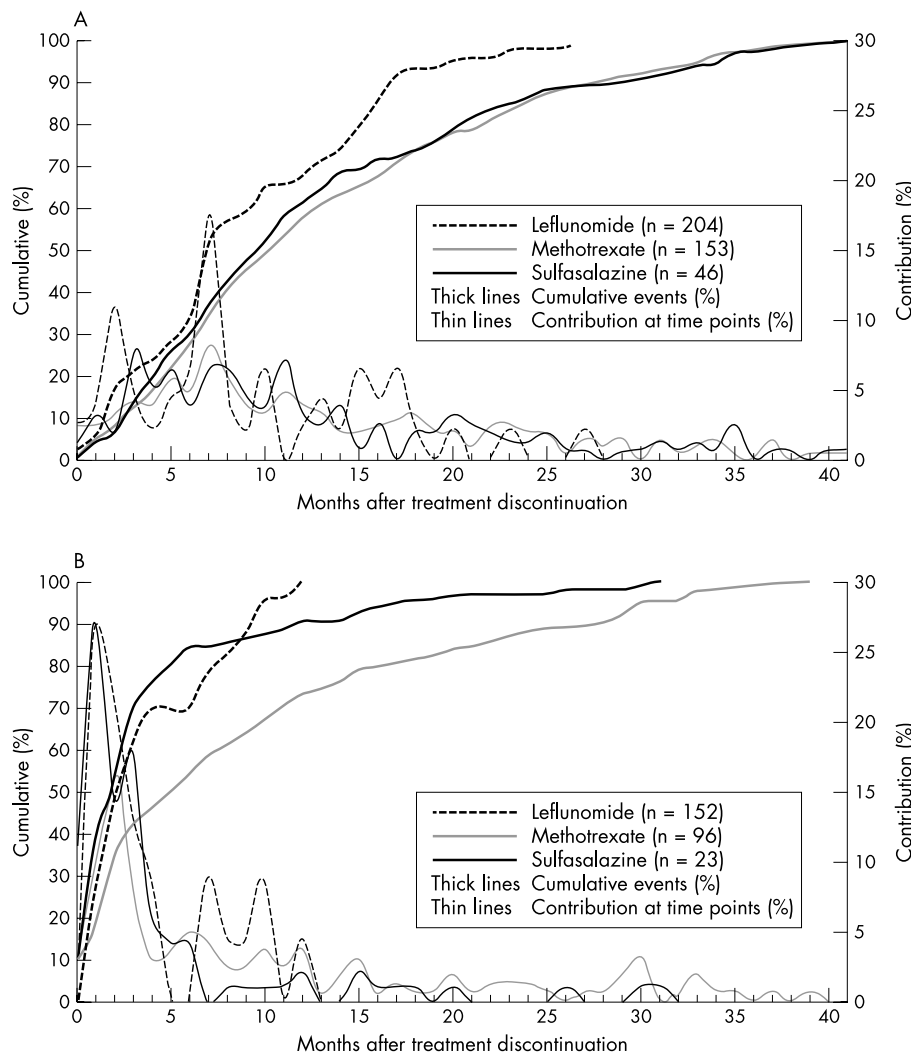 A
100
90
80
70
60
50
40
30
20
10
0
Cumulative (%)
30
25
20
15
10
5
0
Contribution (%)
Leflunomide (n = 204)
Methotrexate (n = 153)
Sulfasalazine (n = 46)
Thick lines Cumulative events (%)
Thin lines Contribution at time points (%)
0 5 10 15 20 25 30 35 40
Months after treatment discontinuation
B
100
90
80
70
60
50
40
30
20
10
0
Cumulative (%)
30
25
20
15
10
5
0
Contribution (%)
Leflunomide (n = 152)
Methotrexate (n = 96)
Sulfasalazine (n = 23)
Thick lines Cumulative events (%)
Thin lines Contribution at time points (%)
0 5 10 15 20 25 30 35 40
Months after treatment discontinuation